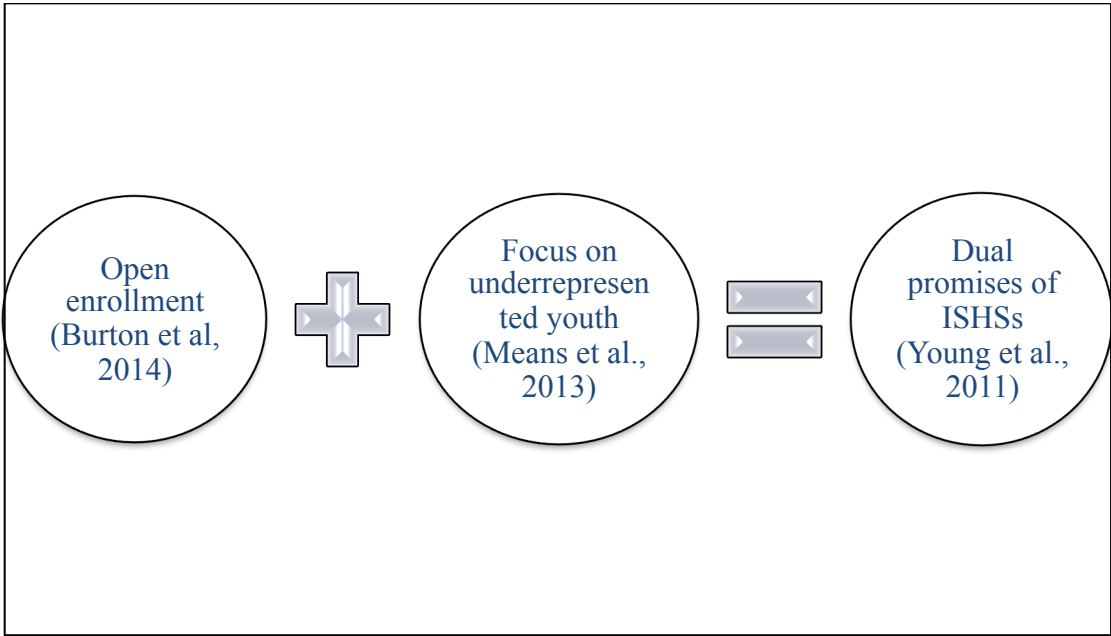 Open
enrollment
(Burton et al,
2014)
Focus on
underrepresen
ted youth
(Means et al.,
2013)
Dual
promises of
ISHSs
(Young et al.,
2011)